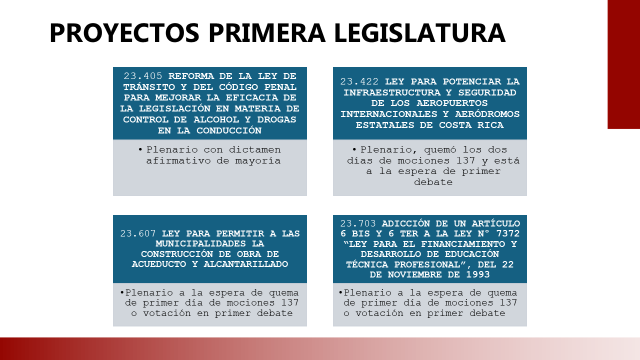 PROYECTOS PRIMERA LEGISLATURA
23.405 REFORMA DE LA LEY DE
TRÁNSITO Y DEL CÓDIGO PENAL
PARA MEJORAR LA EFICACIA DE
LA LEGISLACIÓN EN MATERIA DE
CONTROL DE ALCOHOL Y DROGAS
EN LA CONDUCCIÓN
• Plenario con dictamen
afirmativo de mayoría
23.422 LEY PARA POTENCIAR LA
INFRAESTRUCTURA Y SEGURIDAD
DE LOS AEROPUERTOS
INTERNACIONALES Y AERÓDROMOS
ESTATALES DE COSTA RICA
• Plenario, quemó los dos
días de mociones 137 y está
a la espera de primer
debate
23.607 LEY PARA PERMITIR A LAS
MUNICIPALIDADES LA
CONSTRUCCIÓN DE OBRA DE
ACUEDUCTO Y ALCANTARILLADO
•Plenario a la espera de quema
de primer día de mociones 137
o votación en primer debate
23.703 ADICCIÓN DE UN ARTÍCULO
6 BIS Y 6 TER A LA LEY N° 7372
“LEY PARA EL FINANCIAMIENTO Y
DESARROLLO DE EDUCACIÓN
TÉCNICA PROFESIONAL”, DEL 22
DE NOVIEMBRE DE 1993
•Plenario a la espera de quema
de primer día de mociones 137
o votación en primer debate